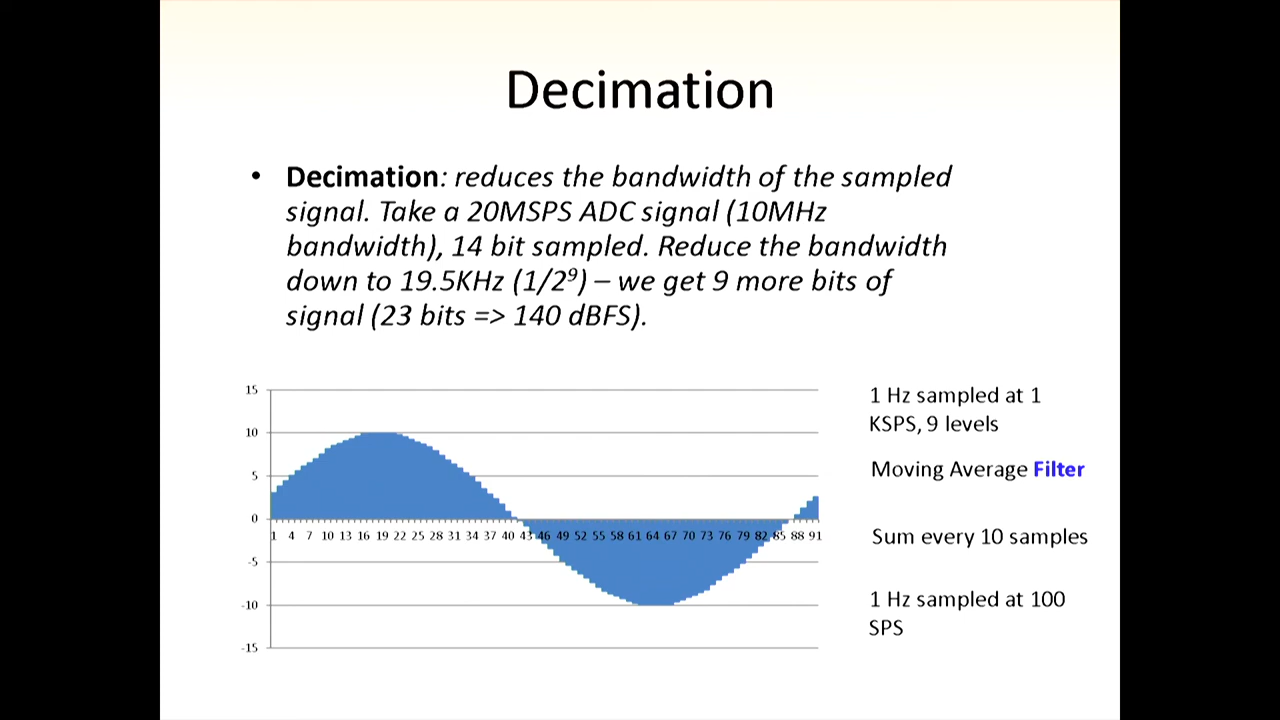 Decimation
• Decimation: reduces the bandwidth of the sampled
signal. Take a 20MSPS ADC signal (10MHz
bandwidth), 14 bit sampled. Reduce the bandwidth
down to 19.5KHz (1/2⁹) – we get 9 more bits of
signal (23 bits => 140 dBFS).
15
10
5
0
-5
-10
-15
1 4 7 10 13 16 19 22 25 28 31 34 37 40 43 46 49 52 55 58 61 64 67 70 73 76 79 82 85 88 91
1 Hz sampled at 1
KSPS, 9 levels
Moving Average Filter
Sum every 10 samples
1 Hz sampled at 100
SPS